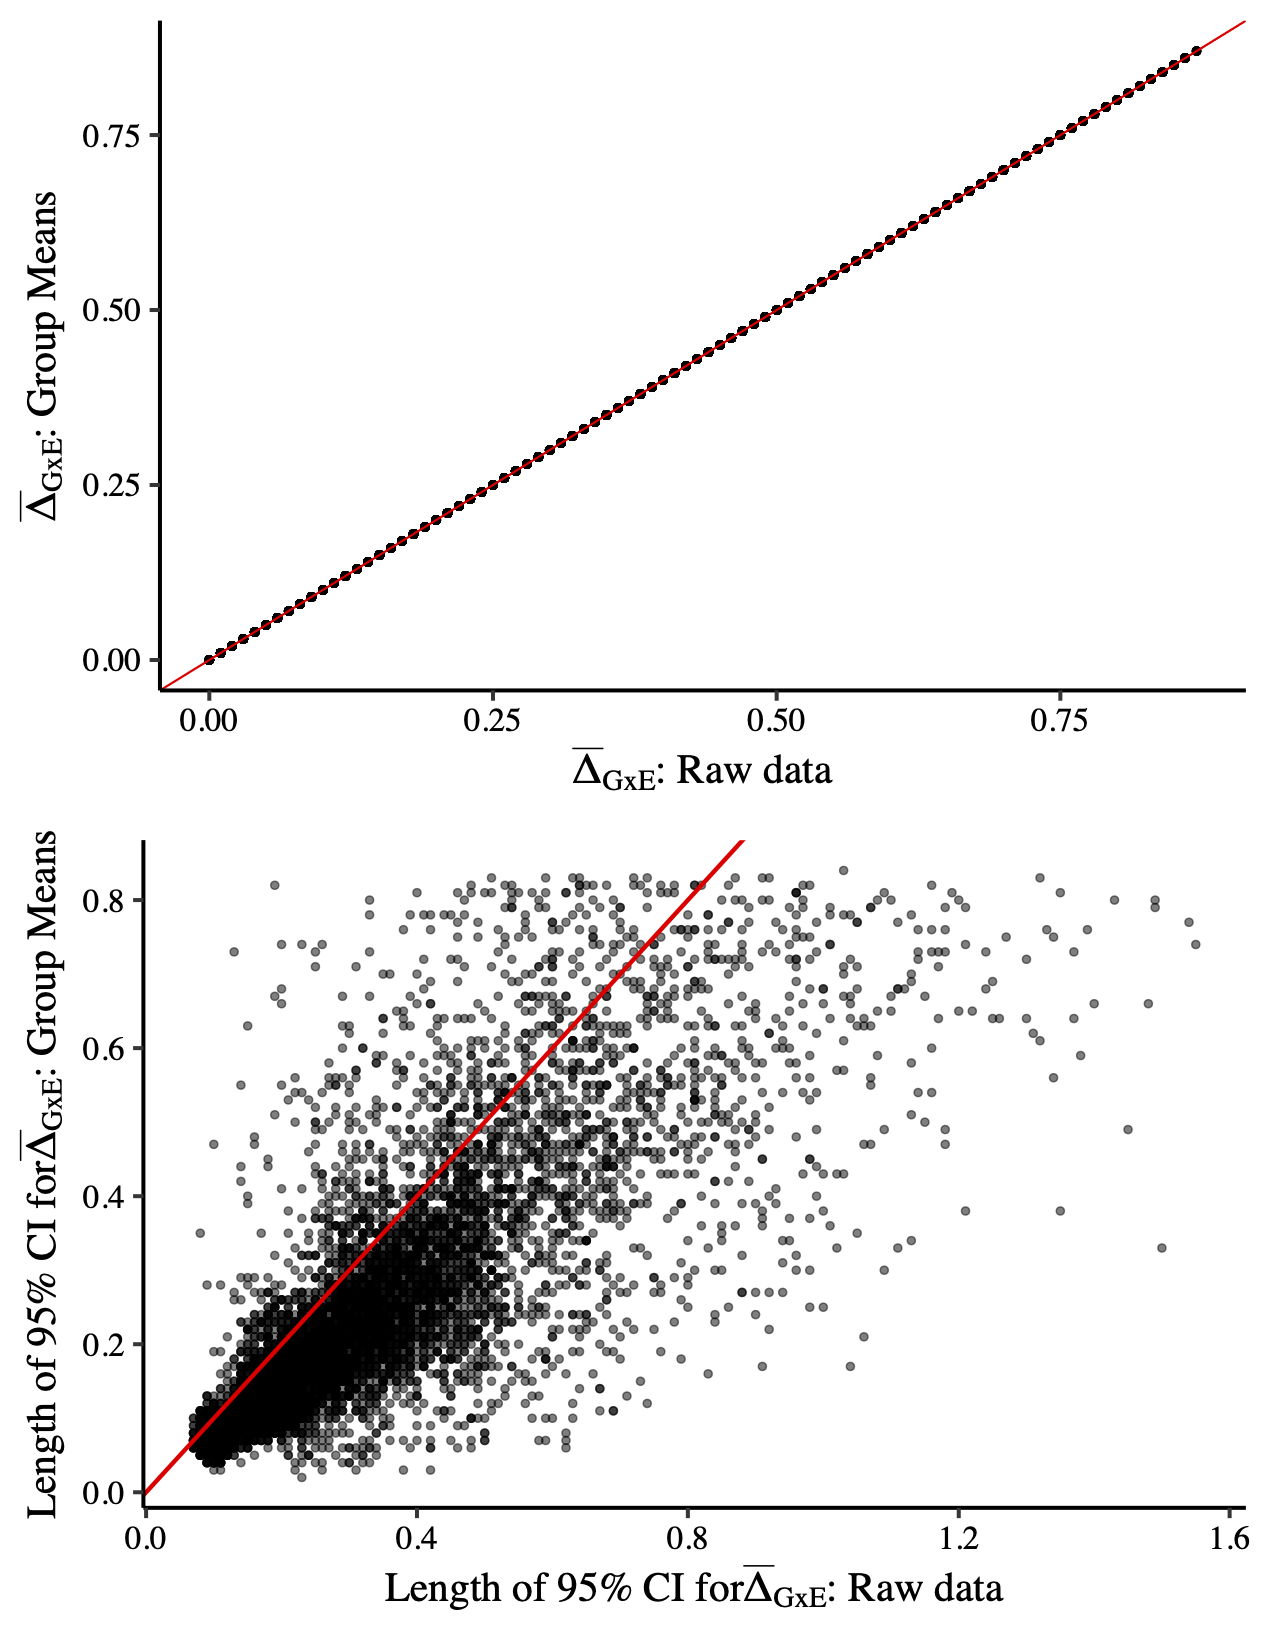 0.75
0.50
0.25
0.00
Δ̅GxE: Group Means
0.00 0.25 0.50 0.75
Δ̅GxE: Raw data
0.8
0.6
0.4
0.2
0.0
Length of 95% CI forΔ̅GxE: Group Means
0.0 0.4 0.8 1.2 1.6
Length of 95% CI forΔ̅GxE: Raw data